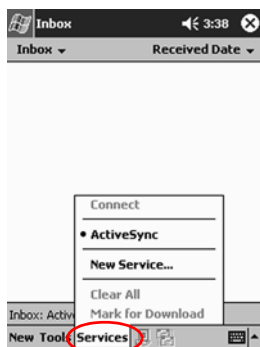 Inbox 3:38
Inbox Received Date
Connect
ActiveSync
New Service...
Clear All
Mark for Download
Inbox: Activ
New Tools Services